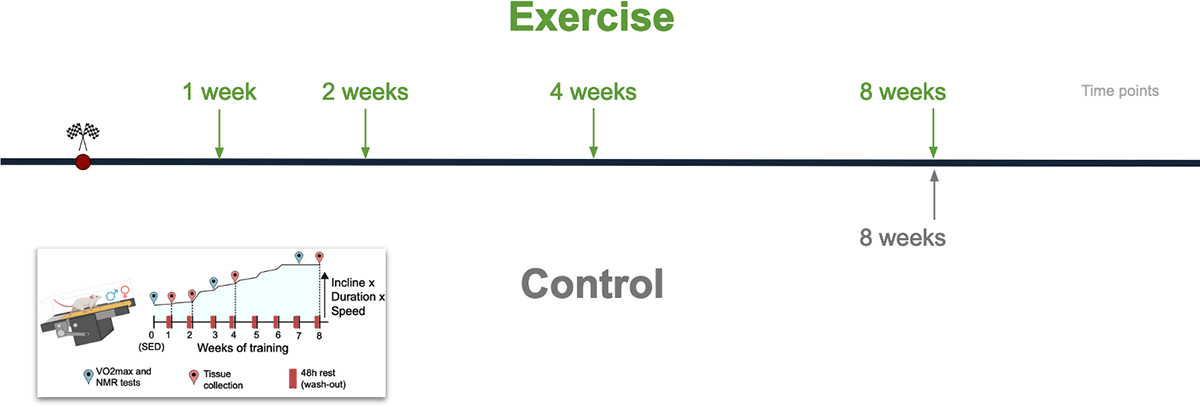 Exercise
1 week
2 weeks
4 weeks
8 weeks
Time points
8 weeks
Control
Incline x
Duration x
Speed
0 1 2 3 4 5 6 7 8
(SED)
Weeks of training
VO2max and
NMR tests
Tissue
collection
48h rest
(wash-out)